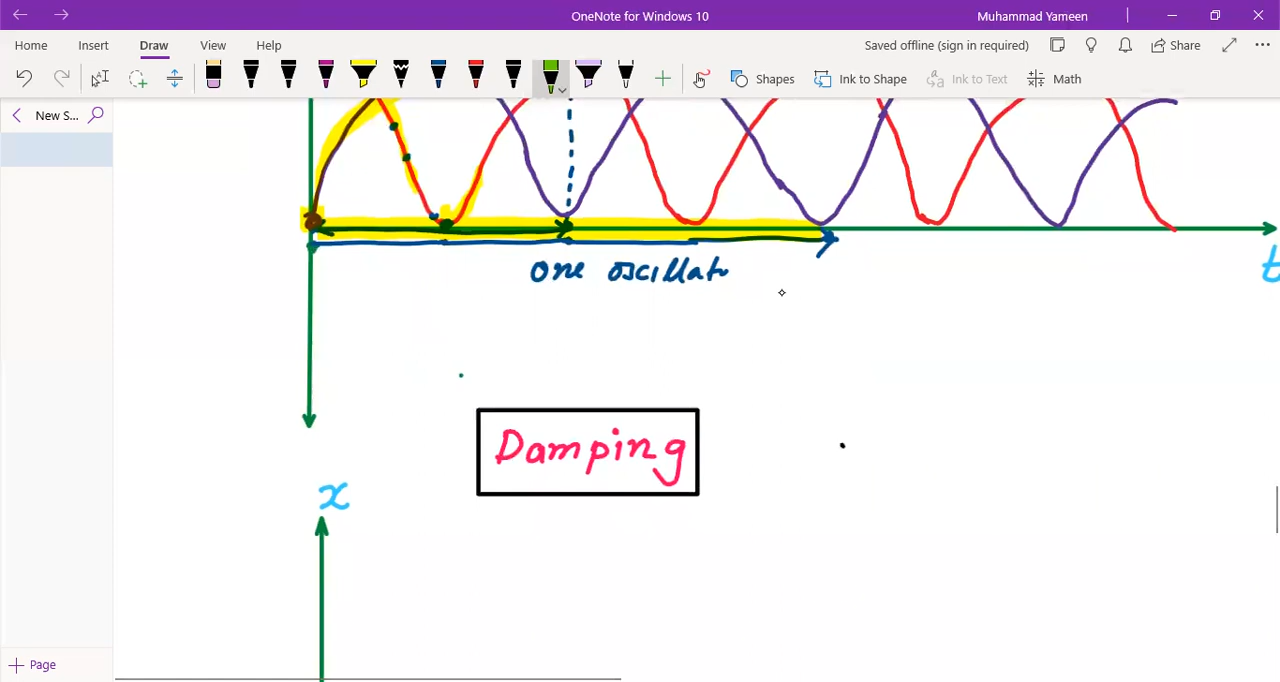 OneNote for Windows 10
Muhammad Yameen
Home Insert Draw View Help
Saved offline (sign in required) Share
Shapes Ink to Shape Ink to Text Math
New S...
t
one oscillat
Damping
x
Page